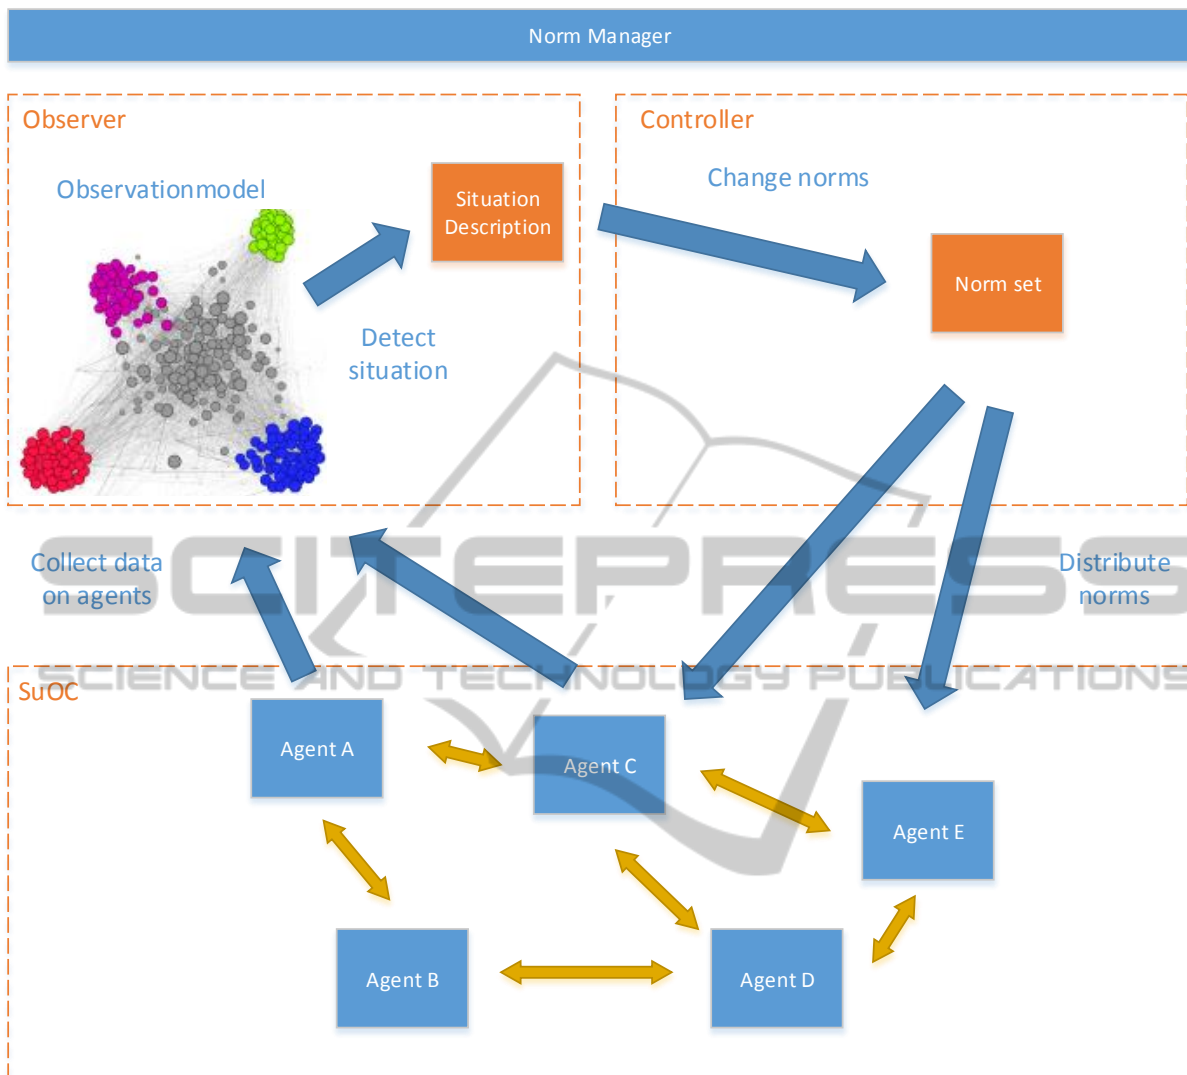 Norm Manager
Observer
Observationmodel
Situation
Description
Detect
situation
Controller
Change norms
Norm set
Collect data
on agents
Distribute
norms
SCITEPRESS
SCIENCE AND TECHNOLOGY PUBLICATIONS
SuOC
Agent A
Agent C
Agent E
Agent B
Agent D